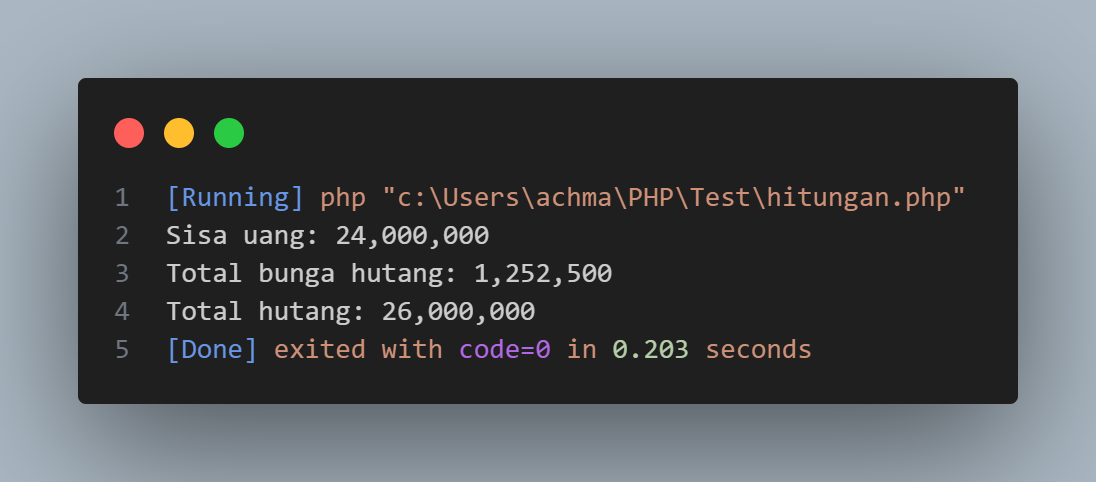 1 [Running] php "c:\Users\achma\PHP\Test\hitungan.php"
2 Sisa uang: 24,000,000
3 Total bunga hutang: 1,252,500
4 Total hutang: 26,000,000
5 [Done] exited with code=0 in 0.203 seconds